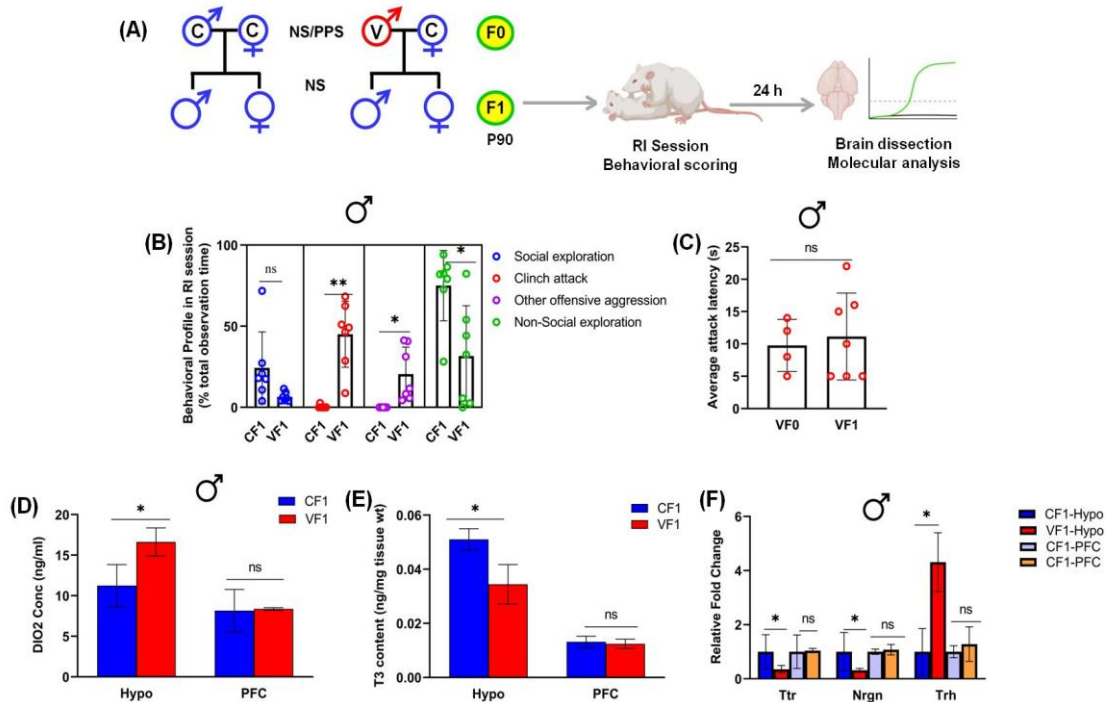 (A)
C C NS/PPS V C F0
NS
F1
P90
24 h
RI Session
Behavioral scoring
Brain dissection
Molecular analysis
(B)
Behavioral Profile in RI session
(% total observation time)
100
50
0
ns
**
*
*
CF1 VF1 CF1 VF1 CF1 VF1 CF1 VF1
Social exploration
Clinch attack
Other offensive aggression
Non-Social exploration
(C)
Average attack latency (s)
25
20
15
10
5
0
ns
VF0 VF1
(D)
DIO2 Conc (ng/ml)
20
15
10
5
0
*
ns
Hypo PFC
CF1
VF1
(E)
T3 content (ng/mg tissue wt)
0.06
0.04
0.02
0.00
*
ns
Hypo PFC
CF1
VF1
(F)
Relative Fold Change
8
6
4
2
0
* ns * ns * ns
Ttr Nrgn Trh
CF1-Hypo
VF1-Hypo
CF1-PFC
CF1-PFC